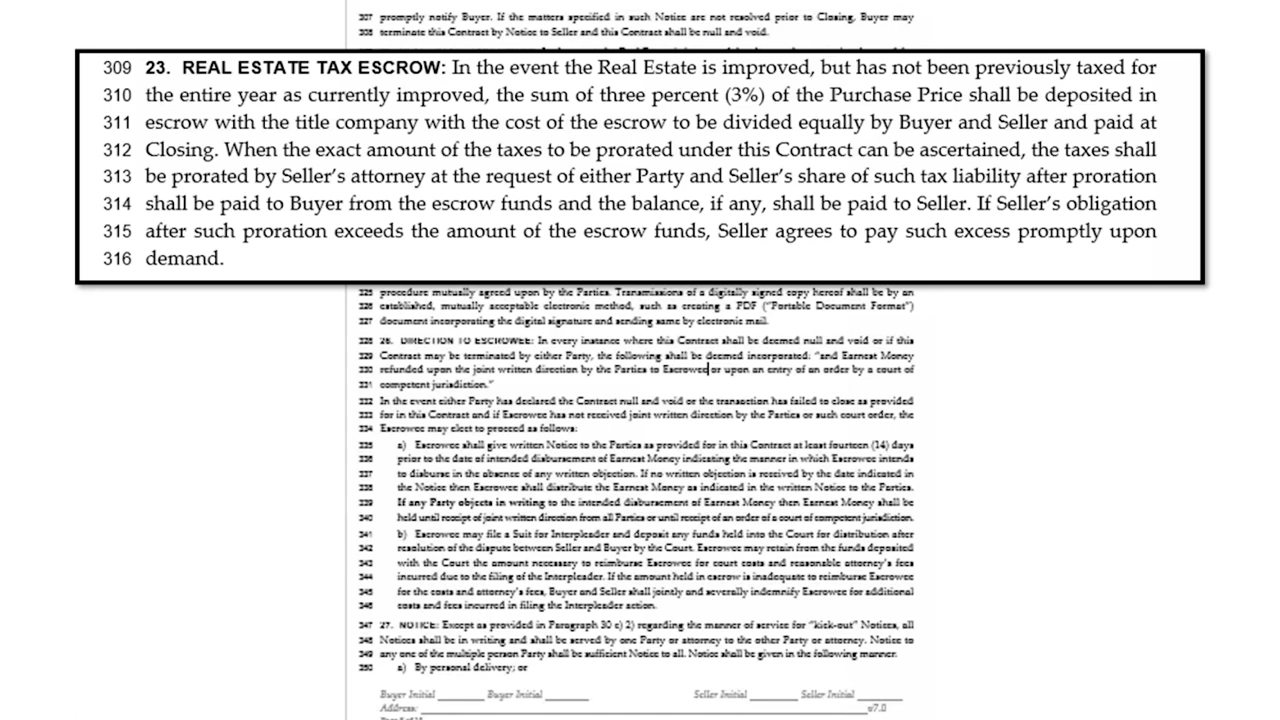 307 promptly notify Buyer. If the matters specified in such Notice are not resolved prior to Closing, Buyer may
308 terminate this Contract by Notice to Seller and this Contract shall be null and void.
309 23. REAL ESTATE TAX ESCROW: In the event the Real Estate is improved, but has not been previously taxed for
310 the entire year as currently improved, the sum of three percent (3%) of the Purchase Price shall be deposited in
311 escrow with the title company with the cost of the escrow to be divided equally by Buyer and Seller and paid at
312 Closing. When the exact amount of the taxes to be prorated under this Contract can be ascertained, the taxes shall
313 be prorated by Seller's attorney at the request of either Party and Seller's share of such tax liability after proration
314 shall be paid to Buyer from the escrow funds and the balance, if any, shall be paid to Seller. If Seller's obligation
315 after such proration exceeds the amount of the escrow funds, Seller agrees to pay such excess promptly upon
316 demand.
325 procedure mutually agreed upon by the Parties. Transmissions of a digitally signed copy hereof shall be by an
326 established, mutually acceptable electronic method, such as creating a PDF ("Portable Document Format")
327 document incorporating the digital signature and sending same by electronic mail.
328 26. DIRECTION TO ESCROWEE: In every instance where this Contract shall be deemed null and void or if this
329 Contract may be terminated by either Party, the following shall be deemed incorporated: "and Earnest Money
330 refunded upon the joint written direction by the Parties to Escrowee or upon an entry of an order by a court of
331 competent jurisdiction."
332 In the event either Party has declared the Contract null and void or the transaction has failed to close as provided
333 for in this Contract and if Escrowee has not received joint written direction by the Parties or such court order, the
334 Escrowee may elect to proceed as follows:
335 a) Escrowee shall give written Notice to the Parties as provided for in this Contract at least fourteen (14) days
336 prior to the date of intended disbursement of Earnest Money indicating the manner in which Escrowee intends
337 to disburse in the absence of any written objection. If no written objection is received by the date indicated in
338 the Notice then Escrowee shall distribute the Earnest Money as indicated in the written Notice to the Parties.
339 If any Party objects in writing to the intended disbursement of Earnest Money then Earnest Money shall be
340 held until receipt of joint written direction from all Parties or until receipt of an order of a court of competent jurisdiction.
341 b) Escrowee may file a Suit for Interpleader and deposit any funds held into the Court for distribution after
342 resolution of the dispute between Seller and Buyer by the Court. Escrowee may retain from the funds deposited
343 with the Court the amount necessary to reimburse Escrowee for court costs and reasonable attorney's fees
344 incurred due to the filing of the Interpleader. If the amount held in escrow is inadequate to reimburse Escrowee
345 for the costs and attorney's fees, Buyer and Seller shall jointly and severally indemnify Escrowee for additional
346 costs and fees incurred in filing the Interpleader action.
347 27. NOTICE: Except as provided in Paragraph 30 c) 2) regarding the manner of service for "kick-out" Notices, all
348 Notices shall be in writing and shall be served by one Party or attorney to the other Party or attorney. Notice to
349 any one of the multiple person Party shall be sufficient Notice to all. Notice shall be given in the following manner:
350 a) By personal delivery; or
Buyer Initial Buyer Initial Seller Initial Seller Initial
Address: v7.0